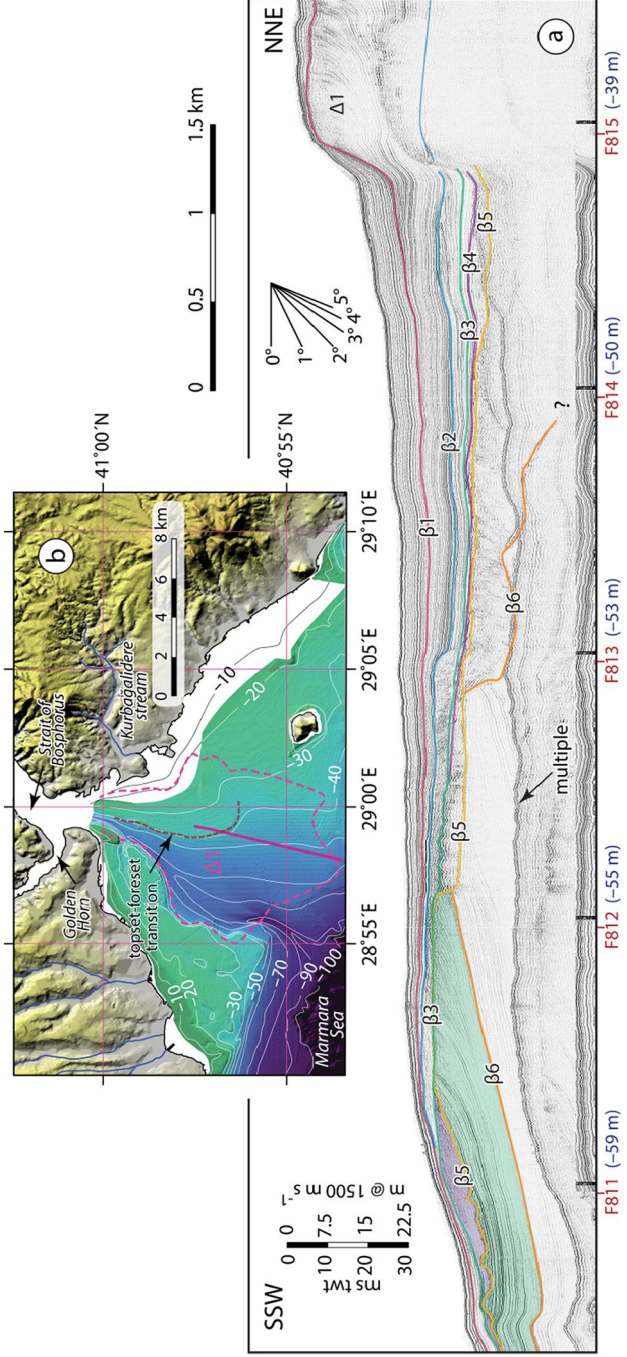 b
Strait of
Bosphorus
Golden
Horn
Kurbağalıdere
stream
topset-foreset
transition
Δ1
Marmara
Sea
−10
−20
−30
−40
−10
−20
−30
−50
−70
−90
−100
0 2 4 6 8 km
41°00′N
40°55′N
28°55′E
29°00′E
29°05′E
29°10′E
0 0.5 1 1.5 km
0°
1°
2°
3°
4°
5°
SSW
NNE
0 0
10 7.5
20 15
30 22.5
ms twt
m @ 1500 m s⁻¹
a
Δ1
β1
β2
β3
β3
β4
β5
β5
β5
β6
β6
?
multiple
F811 (−59 m)
F812 (−55 m)
F813 (−53 m)
F814 (−50 m)
F815 (−39 m)